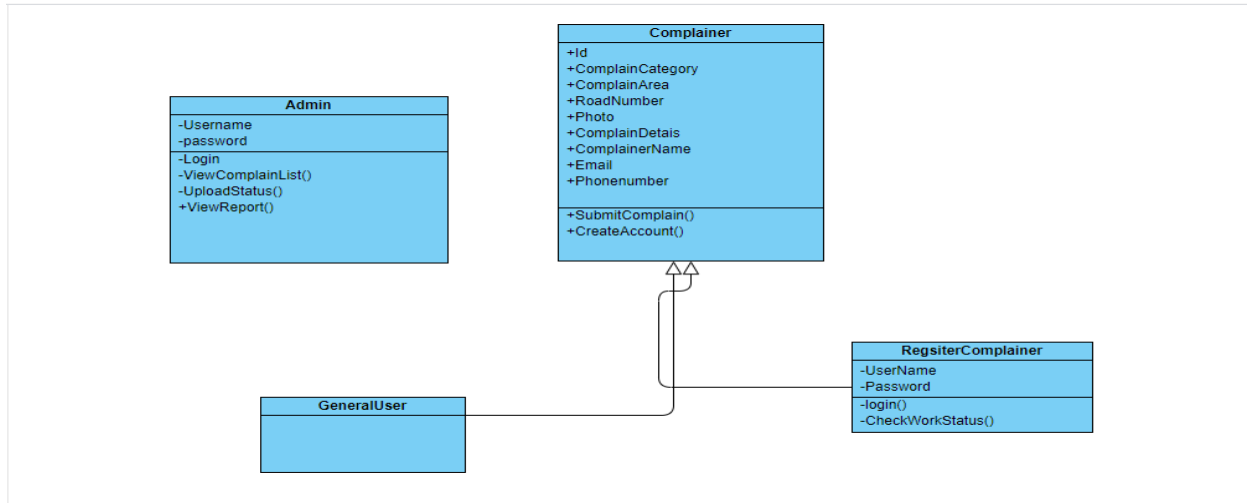 Complainer
+Id
+ComplainCategory
+ComplainArea
+RoadNumber
+Photo
+ComplainDetais
+ComplainerName
+Email
+Phonenumber
+SubmitComplain()
+CreateAccount()
Admin
-Username
-password
-Login
-ViewComplainList()
-UploadStatus()
+ViewReport()
RegsiterComplainer
-UserName
-Password
-login()
-CheckWorkStatus()
GeneralUser